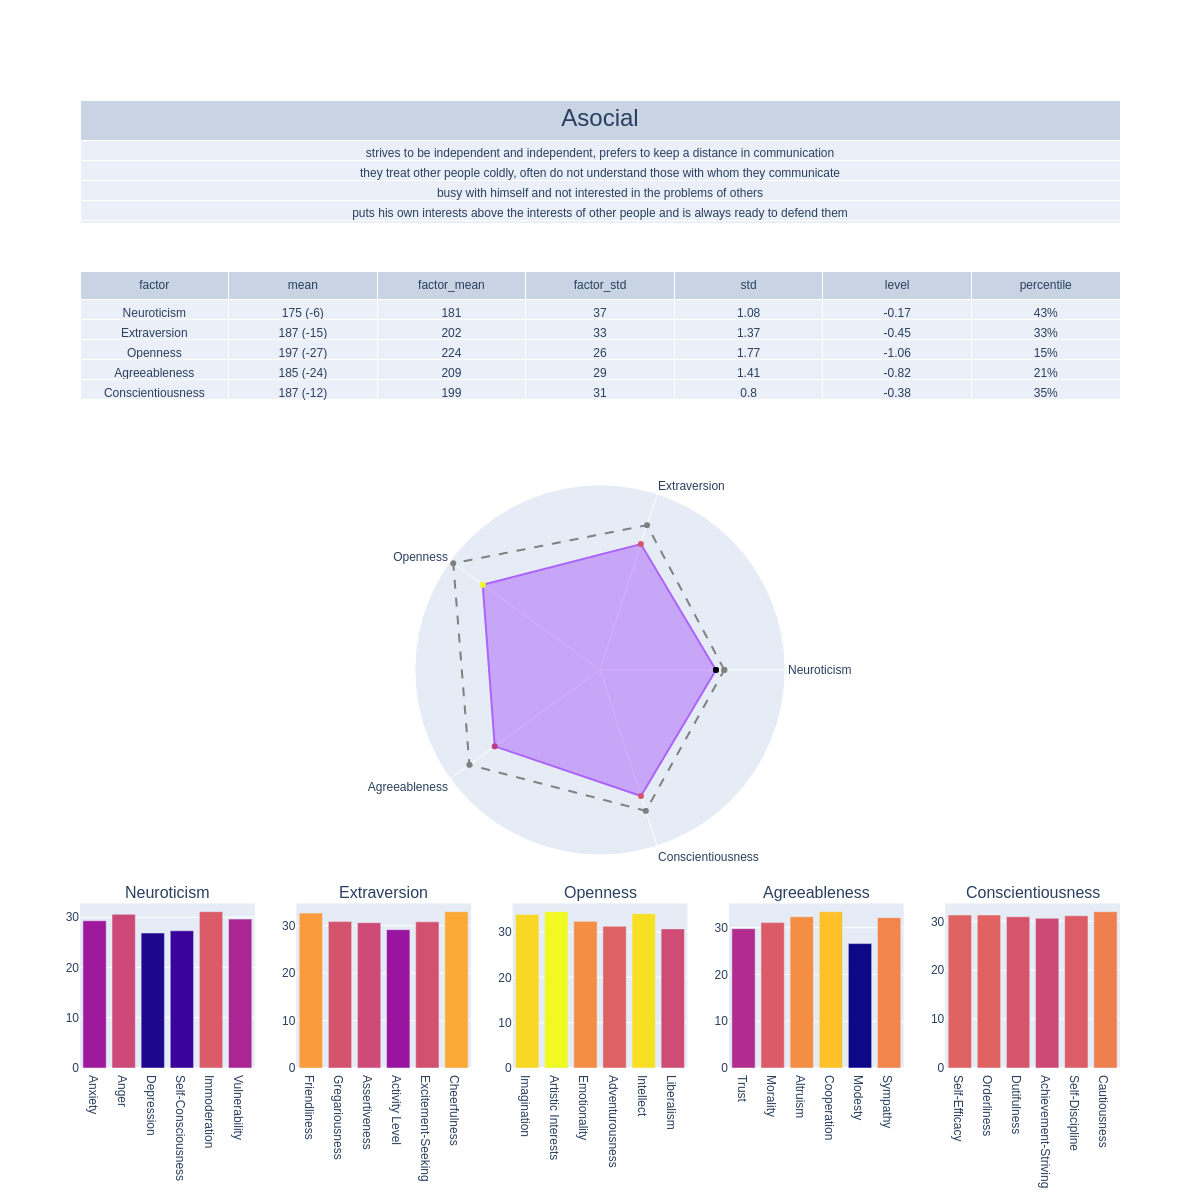 Asocial
strives to be independent and independent, prefers to keep a distance in communication
they treat other people coldly, often do not understand those with whom they communicate
busy with himself and not interested in the problems of others
puts his own interests above the interests of other people and is always ready to defend them
factor mean factor_mean factor_std std level percentile
Neuroticism 175 (-6) 181 37 1.08 -0.17 43%
Extraversion 187 (-15) 202 33 1.37 -0.45 33%
Openness 197 (-27) 224 26 1.77 -1.06 15%
Agreeableness 185 (-24) 209 29 1.41 -0.82 21%
Conscientiousness 187 (-12) 199 31 0.8 -0.38 35%
Extraversion
Openness
Neuroticism
Agreeableness
Conscientiousness
Neuroticism
30
20
10
0
Anxiety
Anger
Depression
Self-Consciousness
Immoderation
Vulnerability
Extraversion
30
20
10
0
Friendliness
Gregariousness
Assertiveness
Activity Level
Excitement-Seeking
Cheerfulness
Openness
30
20
10
0
Imagination
Artistic Interests
Emotionality
Adventurousness
Intellect
Liberalism
Agreeableness
30
20
10
0
Trust
Morality
Altruism
Cooperation
Modesty
Sympathy
Conscientiousness
30
20
10
0
Self-Efficacy
Orderliness
Dutifulness
Achievement-Striving
Self-Discipline
Cautiousness